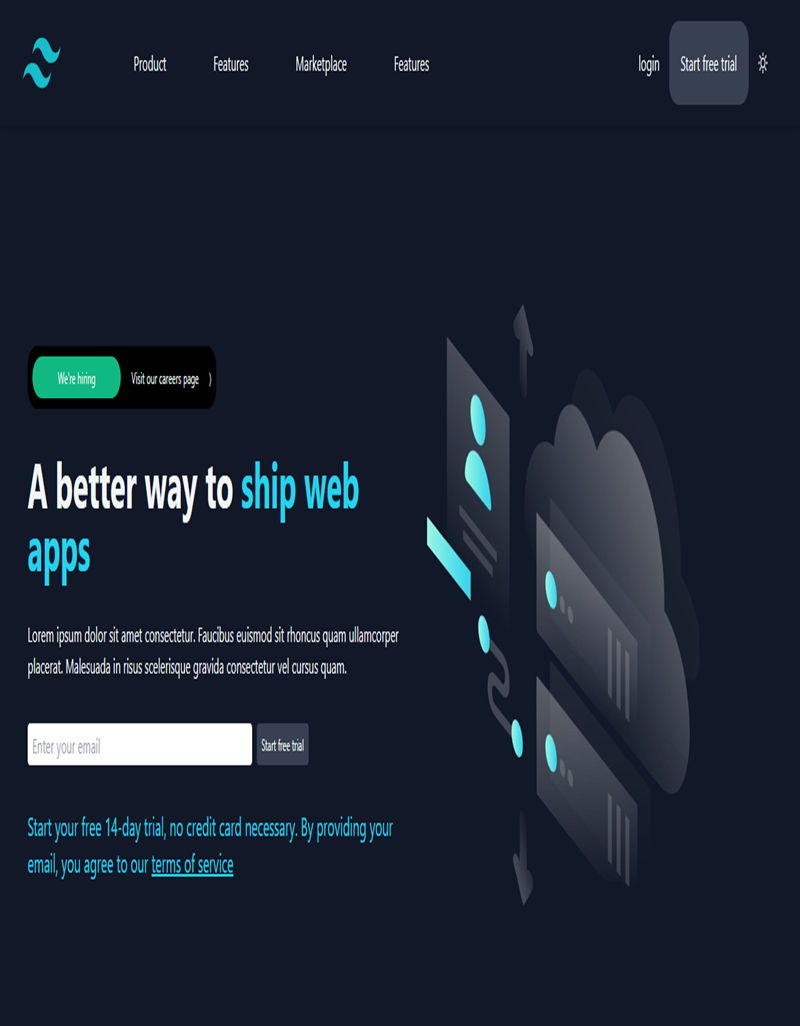 Product Features Marketplace Features login Start free trial
We're hiring Visit our careers page
A better way to ship web
apps
Lorem ipsum dolor sit amet consectetur. Faucibus euismod sit rhoncus quam ullamcorper
placerat. Malesuada in risus scelerisque gravida consectetur vel cursus quam.
Enter your email Start free trial
Start your free 14-day trial, no credit card necessary. By providing your
email, you agree to our terms of service